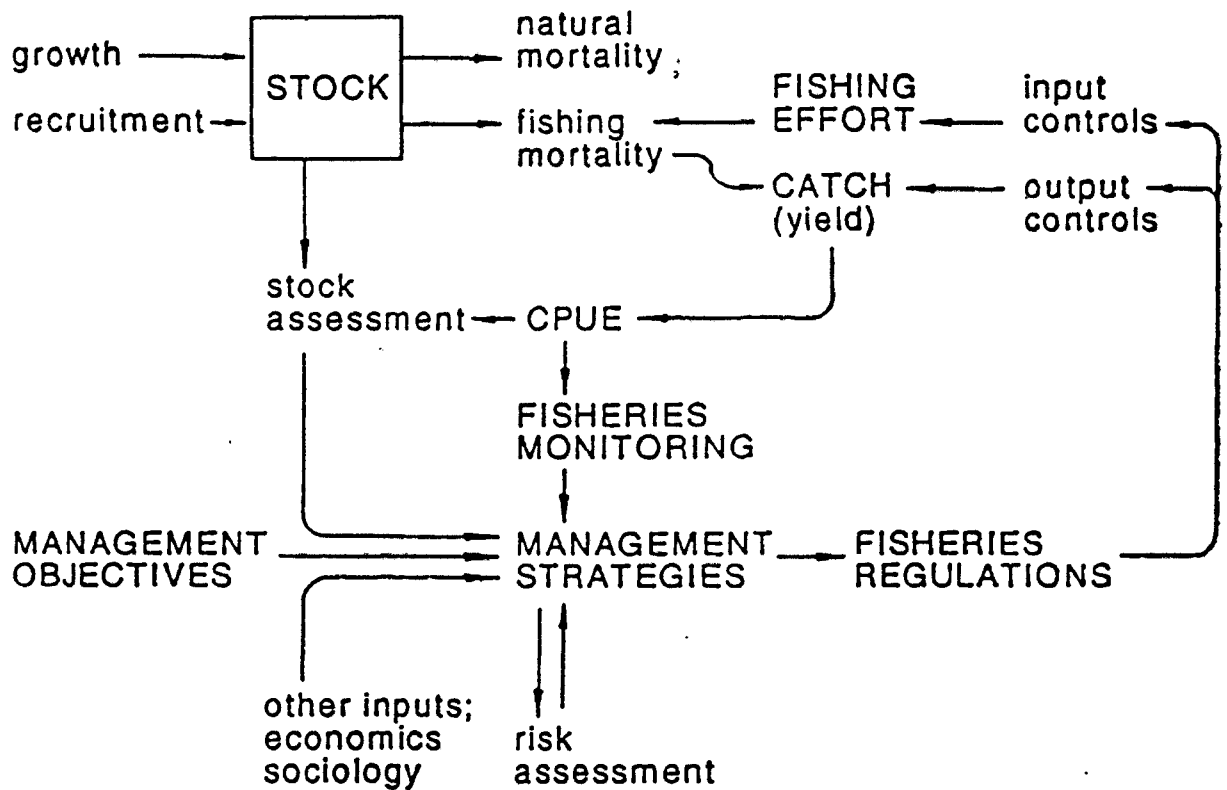 growth
recruitment
STOCK
natural
mortality;
fishing
mortality
FISHING
EFFORT
input
controls
CATCH
(yield)
output
controls
stock
assessment
CPUE
FISHERIES
MONITORING
MANAGEMENT
OBJECTIVES
MANAGEMENT
STRATEGIES
FISHERIES
REGULATIONS
other inputs;
economics
sociology
risk
assessment